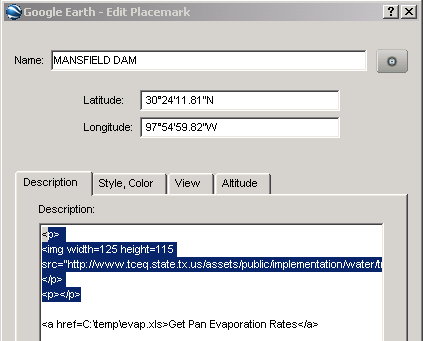 Google Earth - Edit Placemark
Name: MANSFIELD DAM
Latitude: 30°24'11.81"N
Longitude: 97°54'59.82"W
Description Style, Color View Altitude
Description:
<p>
<img width=125 height=115
src="http://www.tceq.state.tx.us/assets/public/implementation/water/
</p>
<p></p>
<a href=C:\temp\evap.xls>Get Pan Evaporation Rates</a>